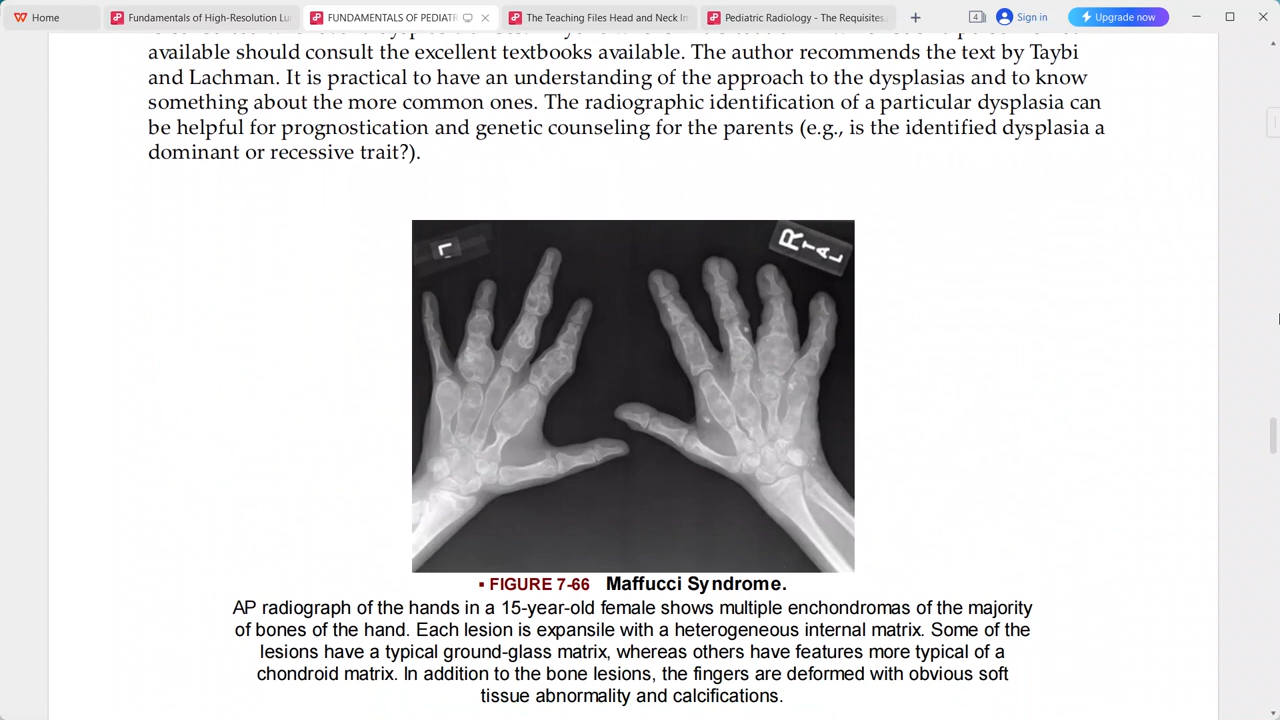 Home
Fundamentals of High-Resolution Lu
FUNDAMENTALS OF PEDIATR
The Teaching Files Head and Neck Im
Pediatric Radiology - The Requisites
4
Sign in
Upgrade now
available should consult the excellent textbooks available. The author recommends the text by Taybi
and Lachman. It is practical to have an understanding of the approach to the dysplasias and to know
something about the more common ones. The radiographic identification of a particular dysplasia can
be helpful for prognostication and genetic counseling for the parents (e.g., is the identified dysplasia a
dominant or recessive trait?).
R TAL
▪ FIGURE 7-66 Maffucci Syndrome.
AP radiograph of the hands in a 15-year-old female shows multiple enchondromas of the majority
of bones of the hand. Each lesion is expansile with a heterogeneous internal matrix. Some of the
lesions have a typical ground-glass matrix, whereas others have features more typical of a
chondroid matrix. In addition to the bone lesions, the fingers are deformed with obvious soft
tissue abnormality and calcifications.